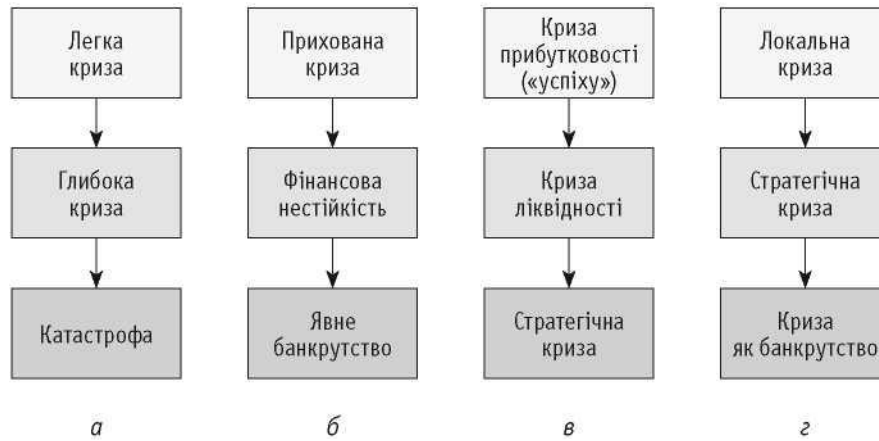 Легка
криза
Прихована
криза
Криза
прибутковості
(«успіху»)
Локальна
криза
Глибока
криза
Фінансова
нестійкість
Криза
ліквідності
Стратегічна
криза
Катастрофа
Явне
банкрутство
Стратегічна
криза
Криза
як банкрутство
а
б
в
г